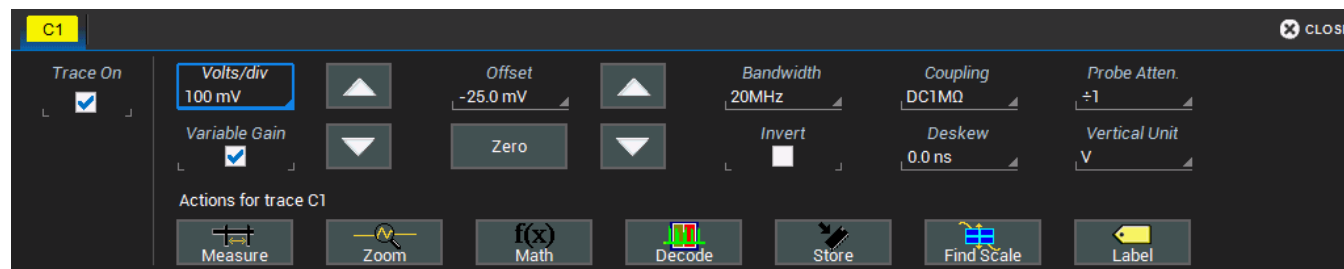 C1
CLOSE
Trace On
Volts/div
100 mV
Offset
-25.0 mV
Bandwidth
20MHz
Coupling
DC1MΩ
Probe Atten.
÷1
Variable Gain
Zero
Invert
Deskew
0.0 ns
Vertical Unit
V
Actions for trace C1
Measure
Zoom
f(x)
Math
Decode
Store
Find Scale
Label